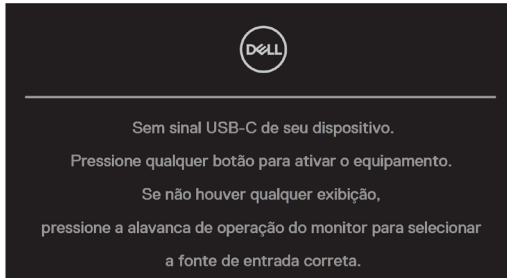 DELL
Sem sinal USB-C de seu dispositivo.
Pressione qualquer botão para ativar o equipamento.
Se não houver qualquer exibição,
pressione a alavanca de operação do monitor para selecionar
a fonte de entrada correta.